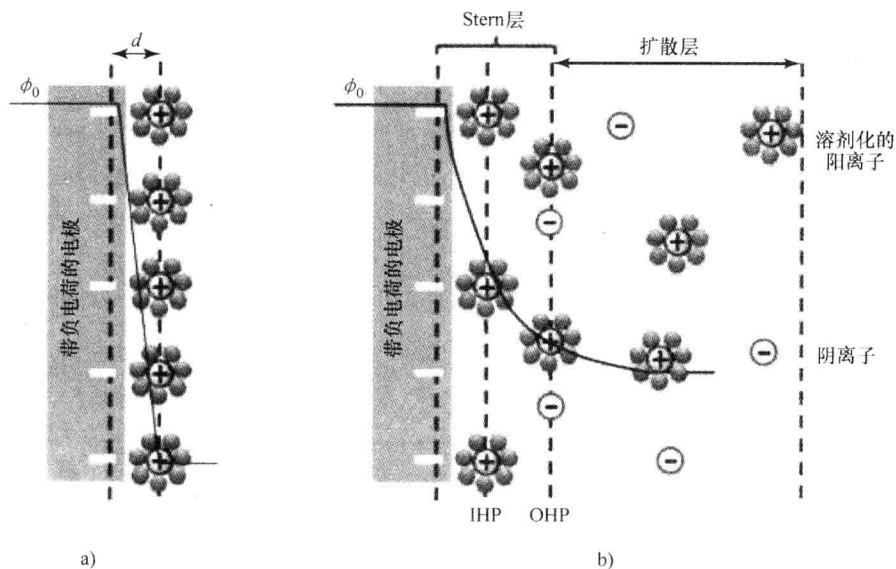 Stern层
d
扩散层
ϕ₀
ϕ₀
溶剂化的
阳离子
带负电荷的电极
带负电荷的电极
阴离子
IHP
OHP
a)
b)